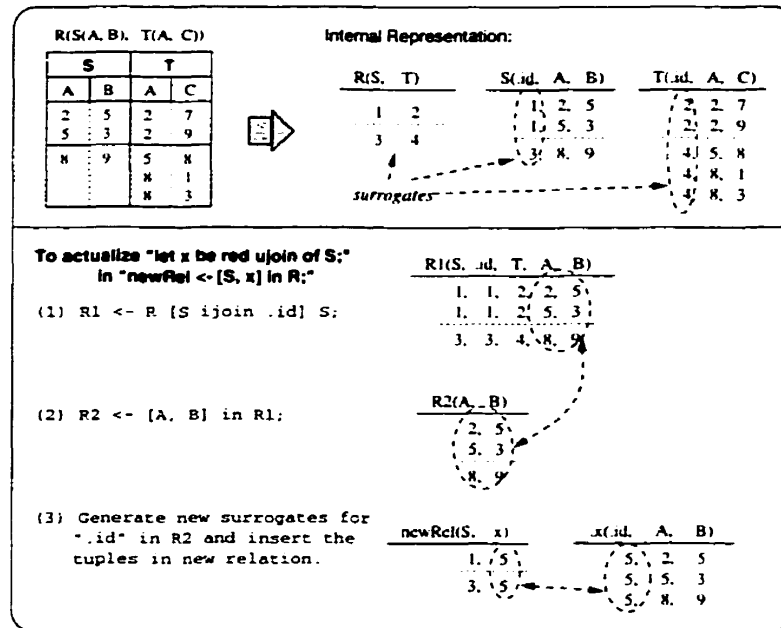 R(S(A, B), T(A, C))
Internal Representation:
S T
A B A C
2 5 2 7
5 3 2 9
8 9 5 8
8 1
8 3
R(S, T)
1 2
3 4
S(.id, A, B)
1, 2, 5
1, 5, 3
3, 8, 9
T(.id, A, C)
2, 2, 7
2, 2, 9
4, 5, 8
4, 8, 1
4, 8, 3
surrogates
To actualize "let x be red ujoin of S;"
in "newRel <- [S, x] in R;"
(1) R1 <- R [S ijoin .id] S;
R1(S, .id, T, A, B)
1, 1, 2, 2, 5
1, 1, 2, 5, 3
3, 3, 4, 8, 9
(2) R2 <- [A, B] in R1;
R2(A, B)
2, 5
5, 3
8, 9
(3) Generate new surrogates for
".id" in R2 and insert the
tuples in new relation.
newRel(S, x)
1, 5
3, 5
.x(.id, A, B)
5, 2, 5
5, 5, 3
5, 8, 9